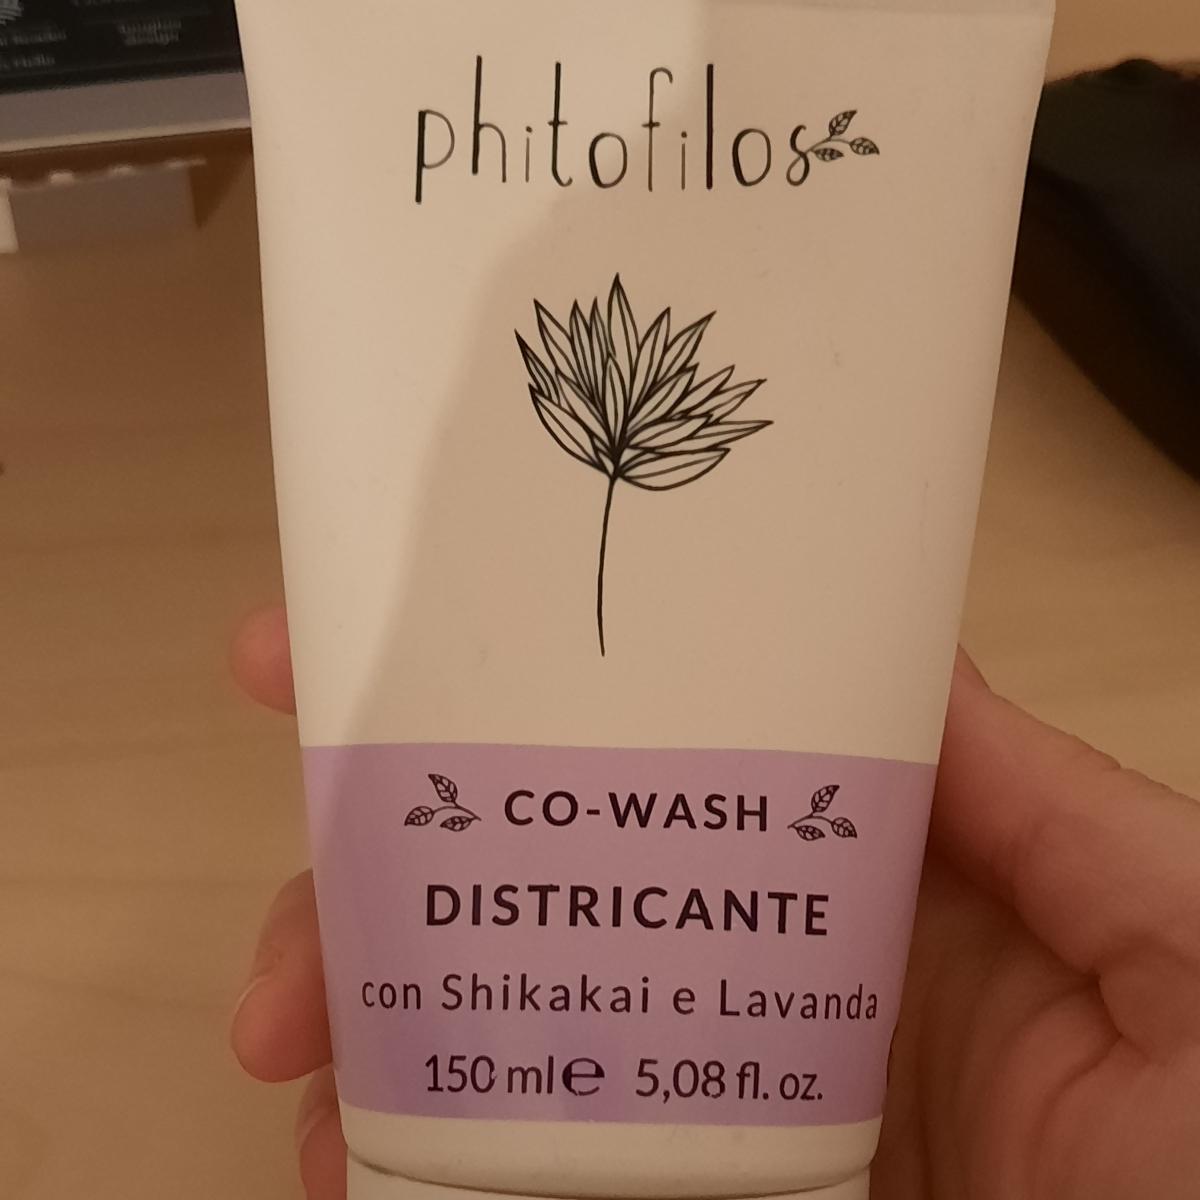 phitofilos
CO-WASH
DISTRICANTE
con Shikakai e Lavanda
150 ml e 5,08 fl. oz.